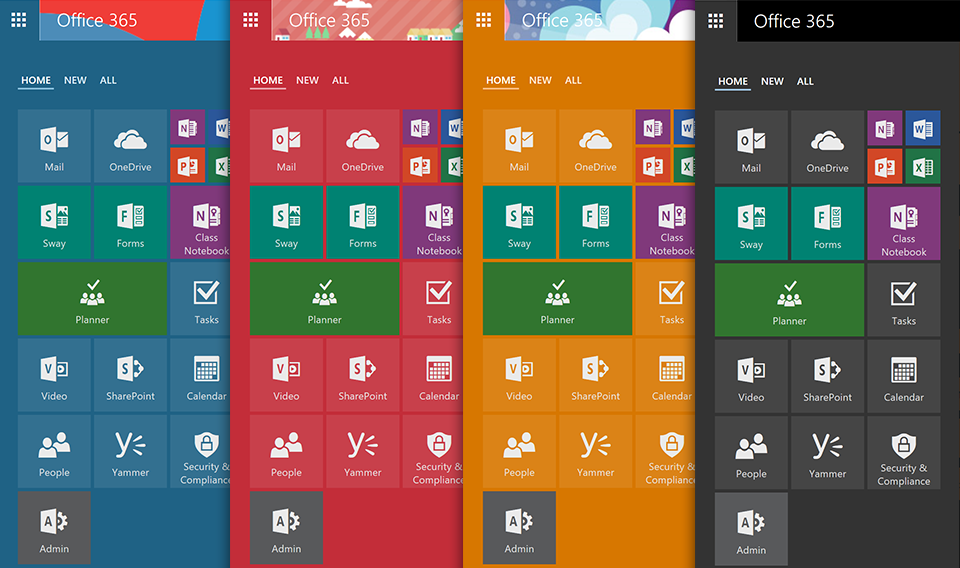 Office 365
HOME NEW ALL
Mail OneDrive N W
P X
Sway Forms Class
Notebook
Planner Tasks
Video SharePoint Calendar
People Yammer Security &
Compliance
Admin
Office 365
HOME NEW ALL
Mail OneDrive N W
P X
Sway Forms Class
Notebook
Planner Tasks
Video SharePoint Calendar
People Yammer Security &
Compliance
Admin
Office 365
HOME NEW ALL
Mail OneDrive N W
P X
Sway Forms Class
Notebook
Planner Tasks
Video SharePoint Calendar
People Yammer Security &
Compliance
Admin
Office 365
HOME NEW ALL
Mail OneDrive N W
P X
Sway Forms Class
Notebook
Planner Tasks
Video SharePoint Calendar
People Yammer Security &
Compliance
Admin